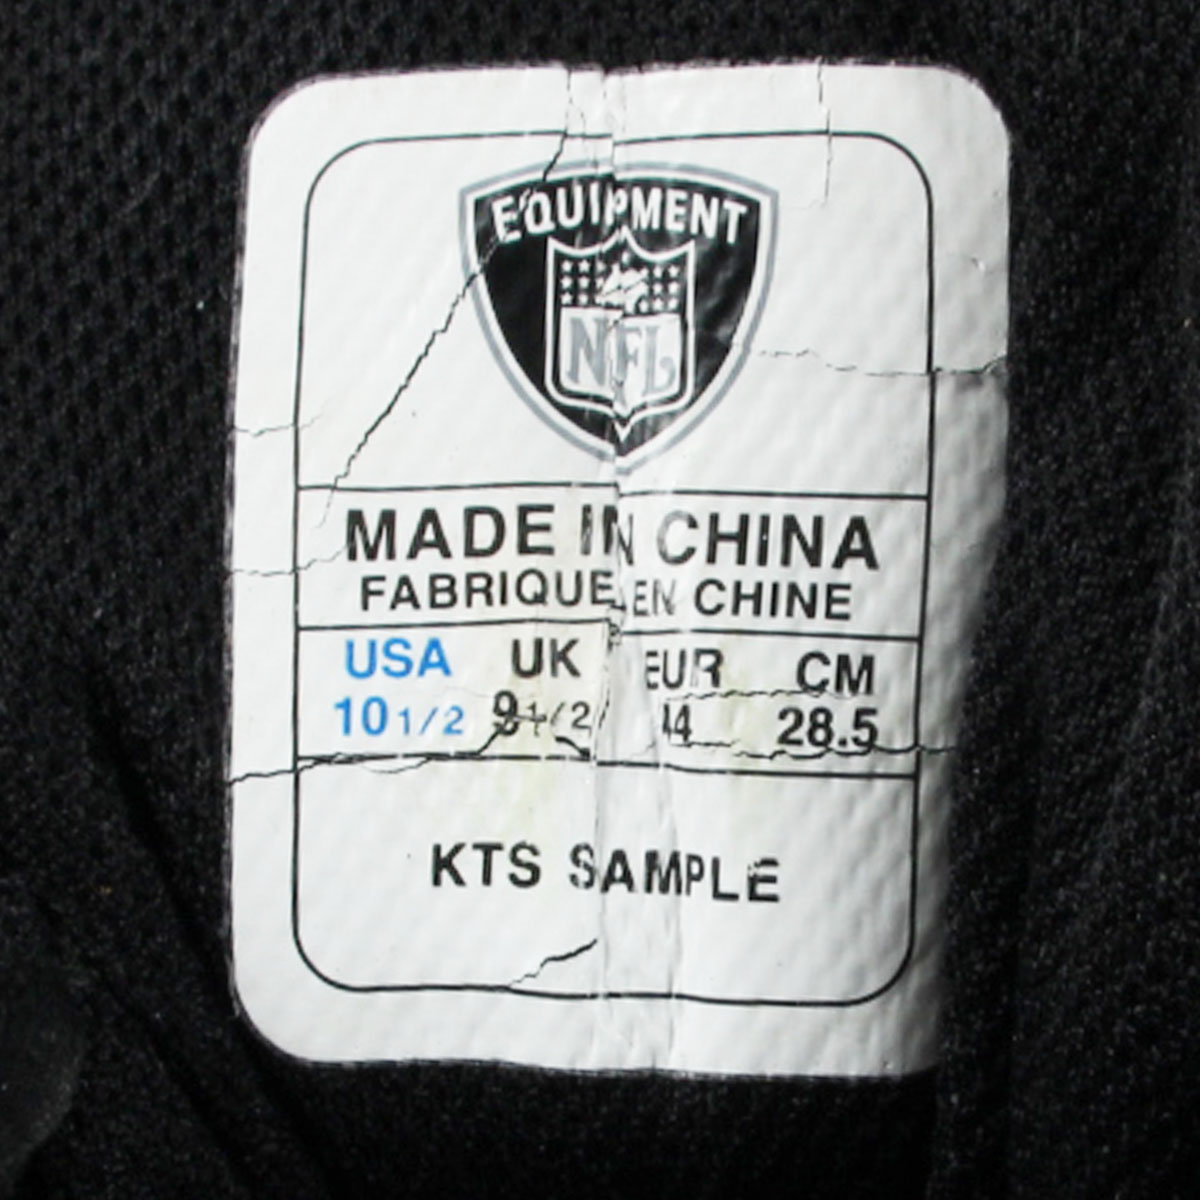 EQUIPMENT
NFL
MADE IN CHINA
FABRIQUE EN CHINE
USA UK EUR CM
10 1/2 9 1/2 44 28.5
KTS SAMPLE